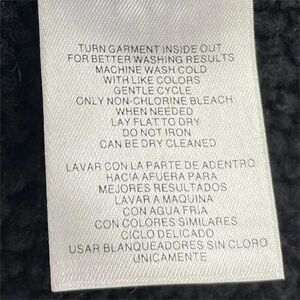 TURN GARMENT INSIDE OUT
FOR BETTER WASHING RESULTS
MACHINE WASH COLD
WITH LIKE COLORS
GENTLE CYCLE
ONLY NON-CHLORINE BLEACH
WHEN NEEDED
LAY FLAT TO DRY
DO NOT IRON
CAN BE DRY CLEANED
LAVAR CON LA PARTE DE ADENTRO
HACIA AFUERA PARA
MEJORES RESULTADOS
LAVAR A MAQUINA
CON AGUA FRIA
CON COLORES SIMILARES
CICLO DELICADO
USAR BLANQUEADORES SIN CLORO
UNICAMENTE